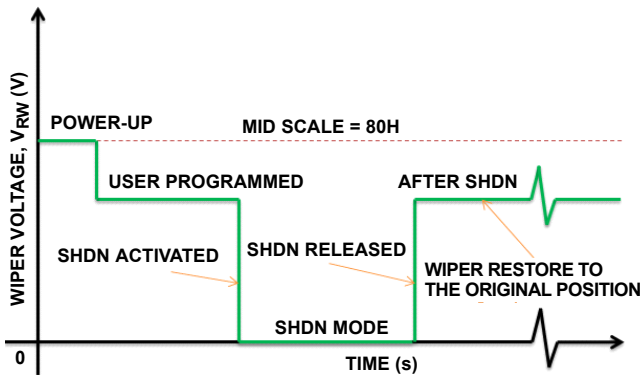 WIPER VOLTAGE, VRW (V)
POWER-UP
MID SCALE = 80H
USER PROGRAMMED
AFTER SHDN
SHDN ACTIVATED
SHDN RELEASED
WIPER RESTORE TO
THE ORIGINAL POSITION
SHDN MODE
0
TIME (s)